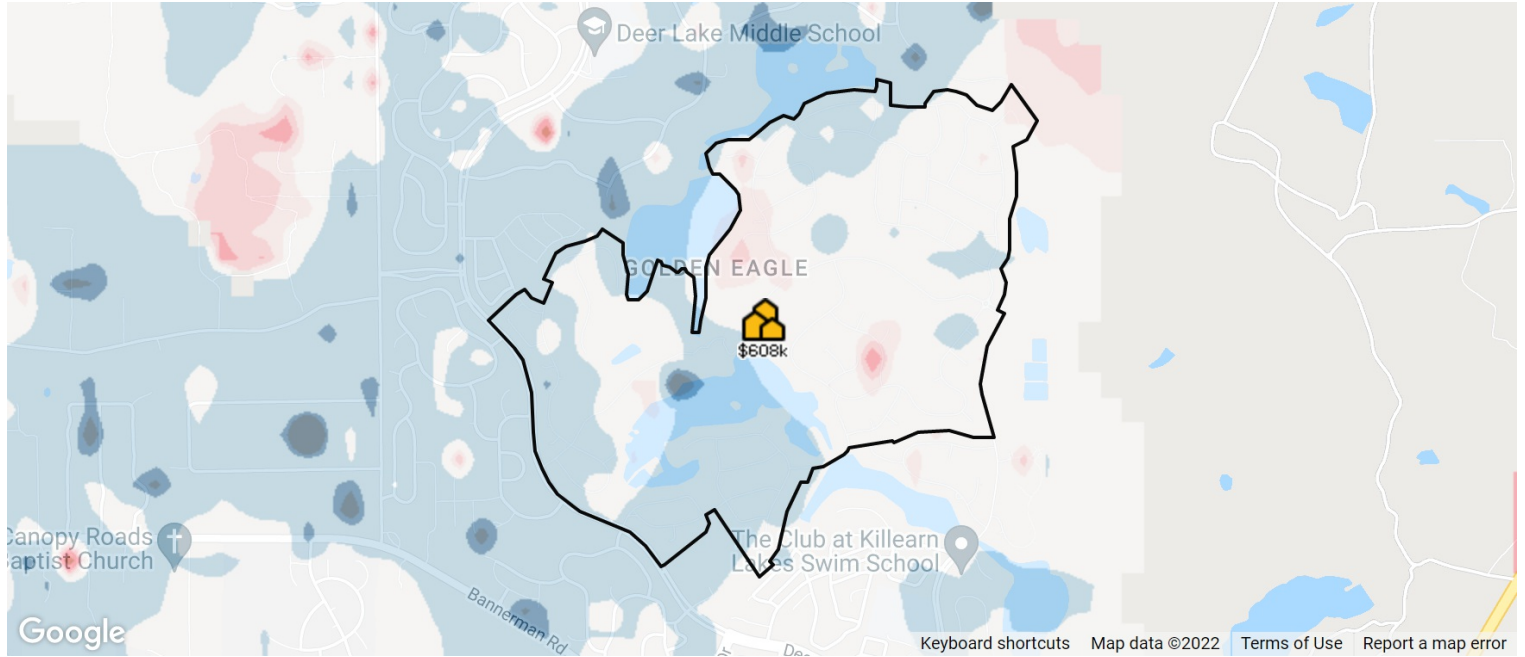 Deer Lake Middle School
GOLDEN EAGLE
$608k
The Club at Killearn
Lakes Swim School
Canopy Roads
Baptist Church
Bannerman Rd
Google
Keyboard shortcuts
Map data ©2022
Terms of Use
Report a map error